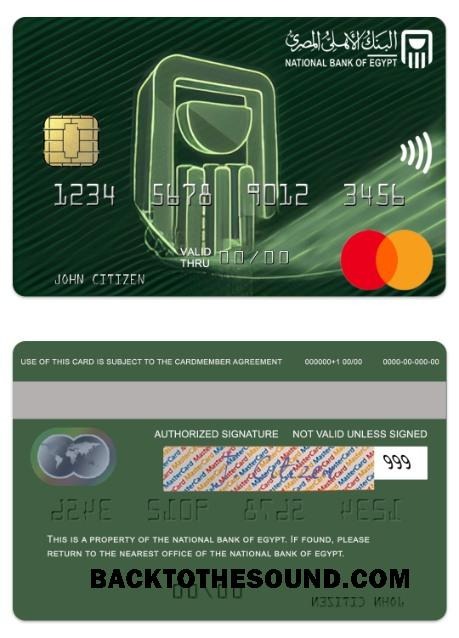 البنك الأهلي المصري
NATIONAL BANK OF EGYPT
1234 5678 9012 3456
VALID
THRU 00/00
JOHN CITIZEN
USE OF THIS CARD IS SUBJECT TO THE CARDMEMBER AGREEMENT 000000+1 00/00 0000-00-000-00
AUTHORIZED SIGNATURE NOT VALID UNLESS SIGNED
MasterCard MasterCard MasterCard
999
THIS IS A PROPERTY OF THE NATIONAL BANK OF EGYPT. IF FOUND, PLEASE
RETURN TO THE NEAREST OFFICE OF THE NATIONAL BANK OF EGYPT.
BACKTOTHESOUND.COM